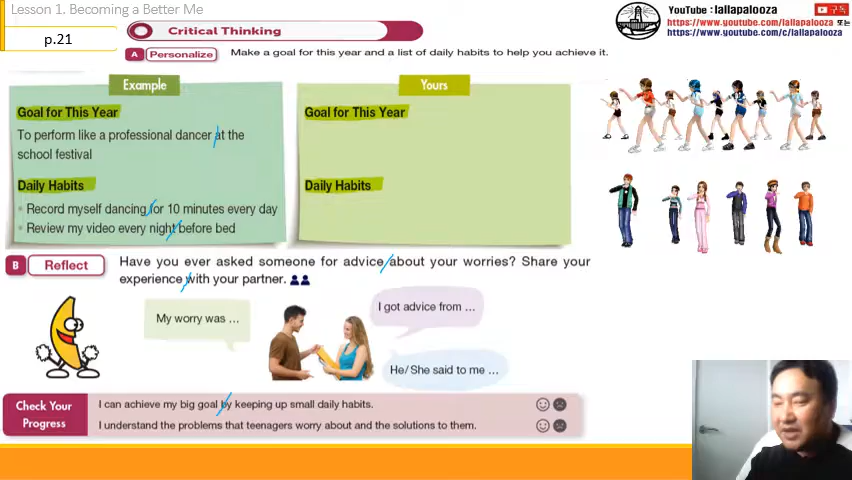 Lesson 1. Becoming a Better Me
p.21
Critical Thinking
A Personalize Make a goal for this year and a list of daily habits to help you achieve it.
YouTube : lallapalooza 구독
https://www.youtube.com/lallapalooza 또는
https://www.youtube.com/c/lallapalooza
Example
Goal for This Year
To perform like a professional dancer at the
school festival
Daily Habits
• Record myself dancing for 10 minutes every day
• Review my video every night before bed
Yours
Goal for This Year
Daily Habits
B Reflect Have you ever asked someone for advice about your worries? Share your
experience with your partner.
My worry was ...
I got advice from ...
He/She said to me ...
Check Your
Progress
I can achieve my big goal by keeping up small daily habits.
I understand the problems that teenagers worry about and the solutions to them.